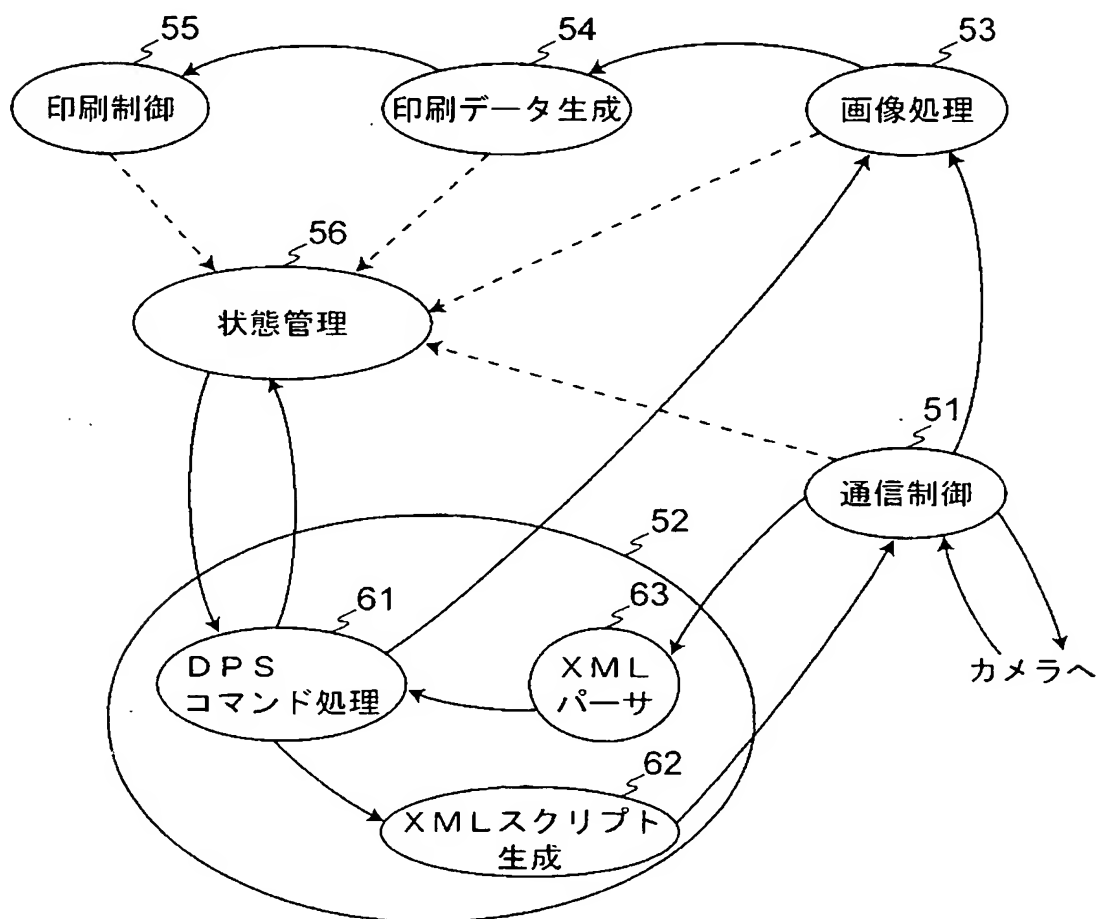 55
54
53
印刷制御
印刷データ生成
画像処理
56
状態管理
51
通信制御
52
61
63
DPS
コマンド処理
XML
パーサ
カメラへ
62
XMLスクリプト
生成